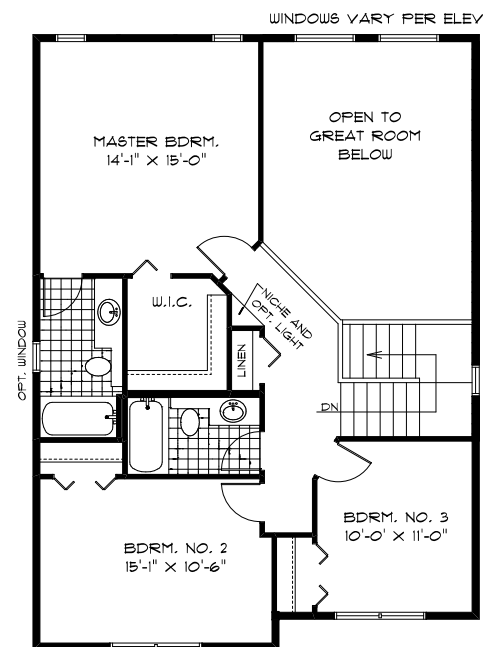 WINDOWS VARY PER ELEV
OPEN TO
GREAT ROOM
BELOW
MASTER BDRM.
14'-1" X 15'-0"
W.I.C.
NICHE AND
OPT. LIGHT
OPT. WINDOW
LINEN
DN
BDRM. NO. 3
10'-0' X 11'-0"
BDRM. NO. 2
15'-1" X 10'-6"